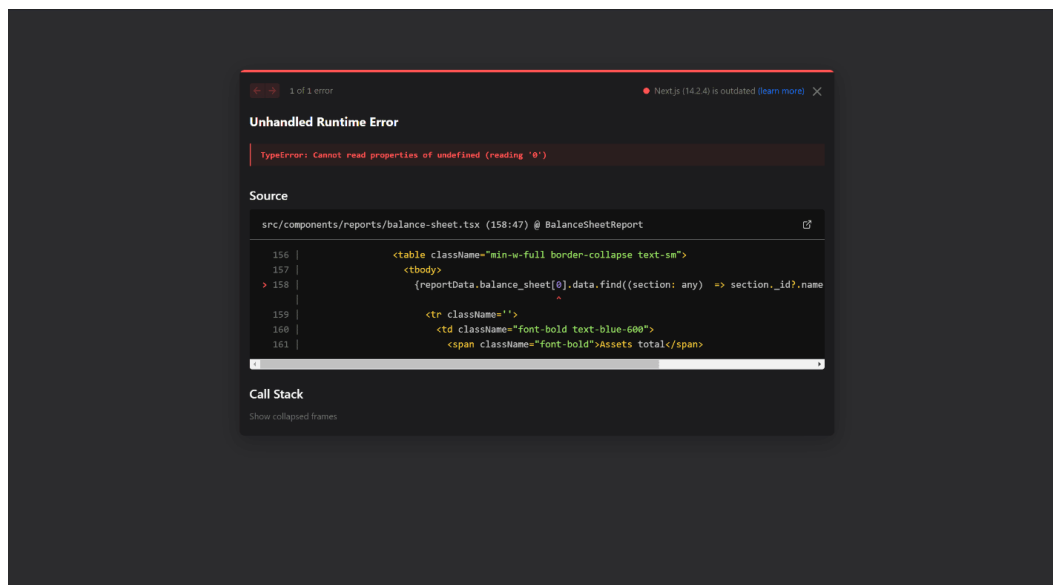 1 of 1 error
Next.js (14.2.4) is outdated (learn more)
Unhandled Runtime Error
TypeError: Cannot read properties of undefined (reading '0')
Source
src/components/reports/balance-sheet.tsx (158:47) @ BalanceSheetReport
156 | <table className="min-w-full border-collapse text-sm">
157 | <tbody>
> 158 | {reportData.balance_sheet[0].data.find((section: any)  => section._id?.name
| ^
159 | <tr className=''>
160 | <td className="font-bold text-blue-600">
161 | <span className="font-bold">Assets total</span>
Call Stack
Show collapsed frames